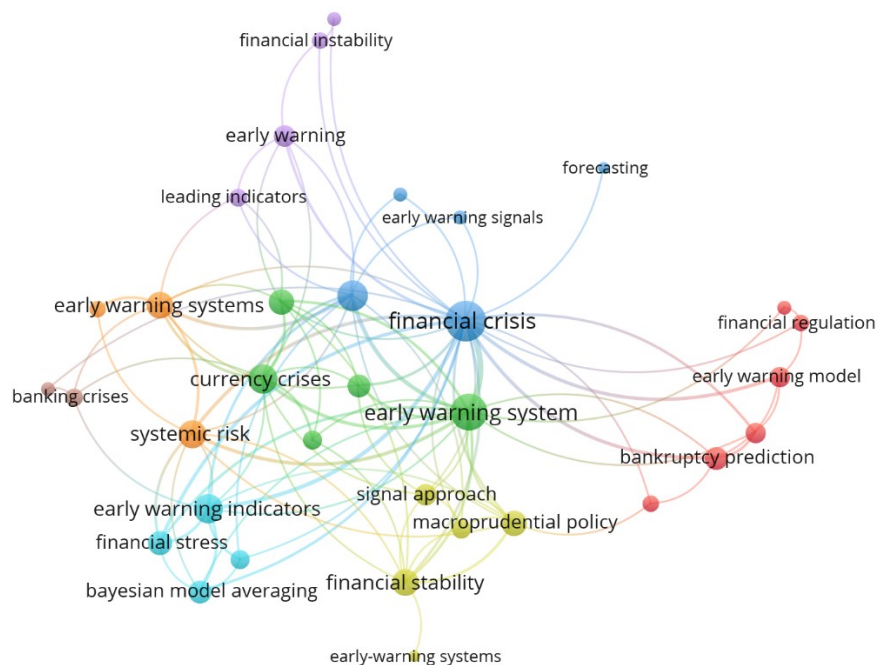 financial instability
early warning
forecasting
leading indicators
early warning signals
early warning systems
financial crisis
financial regulation
currency crises
early warning model
banking crises
early warning system
systemic risk
bankruptcy prediction
signal approach
early warning indicators
macroprudential policy
financial stress
financial stability
bayesian model averaging
early-warning systems